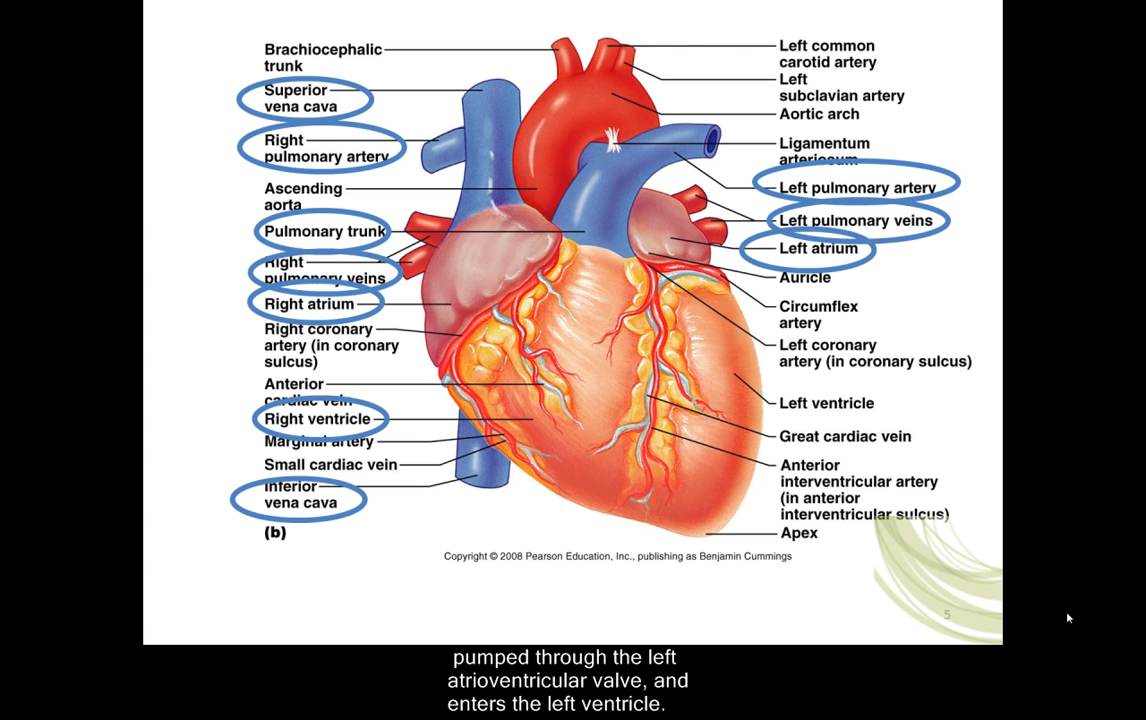 Brachiocephalic
trunk
Superior
vena cava
Right
pulmonary artery
Ascending
aorta
Pulmonary trunk
Right
pulmonary veins
Right atrium
Right coronary
artery (in coronary
sulcus)
Anterior
cardiac vein
Right ventricle
Marginal artery
Small cardiac vein
Inferior
vena cava
(b)
Left common
carotid artery
Left
subclavian artery
Aortic arch
Ligamentum
arteriosum
Left pulmonary artery
Left pulmonary veins
Left atrium
Auricle
Circumflex
artery
Left coronary
artery (in coronary sulcus)
Left ventricle
Great cardiac vein
Anterior
interventricular artery
(in anterior
interventricular sulcus)
Apex
Copyright © 2008 Pearson Education, Inc., publishing as Benjamin Cummings
5
pumped through the left
atrioventricular valve, and
enters the left ventricle.